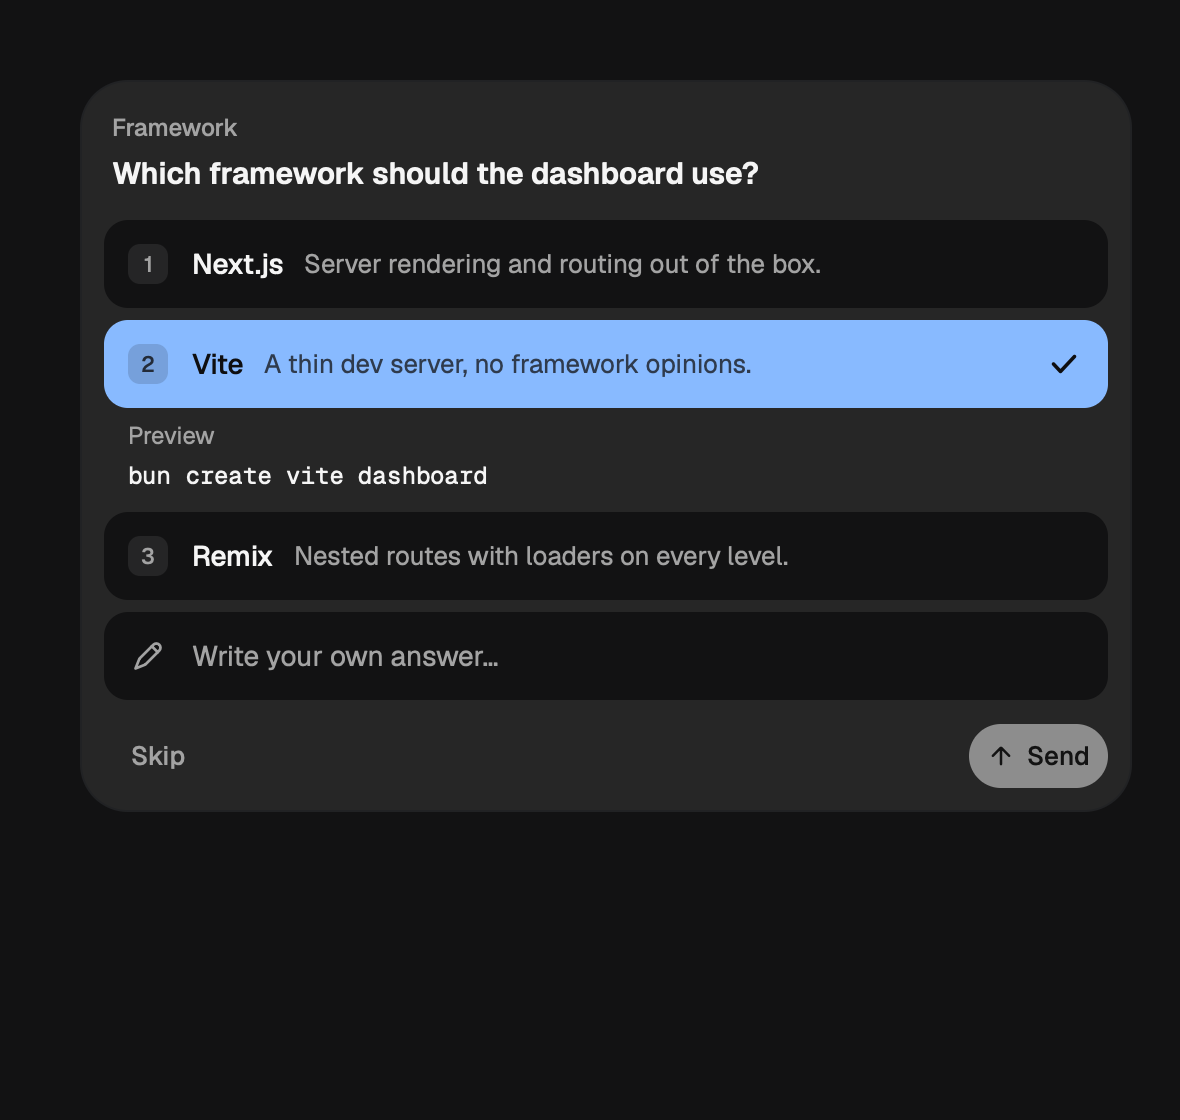 Framework
Which framework should the dashboard use?
1 Next.js Server rendering and routing out of the box.
2 Vite A thin dev server, no framework opinions.
Preview
bun create vite dashboard
3 Remix Nested routes with loaders on every level.
Write your own answer…
Skip Send